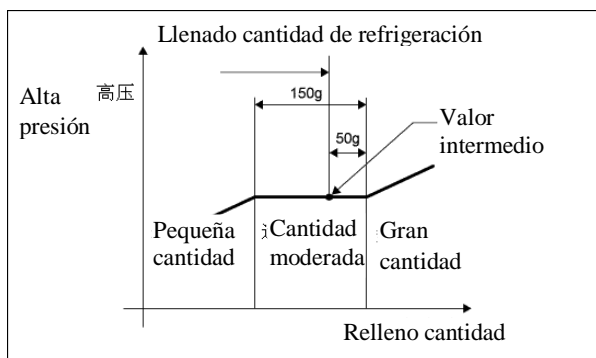 Llenado cantidad de refrigeración
Alta
presión
高压
150g
50g
Valor
intermedio
Pequeña
cantidad
Cantidad
moderada
Gran
cantidad
Relleno cantidad